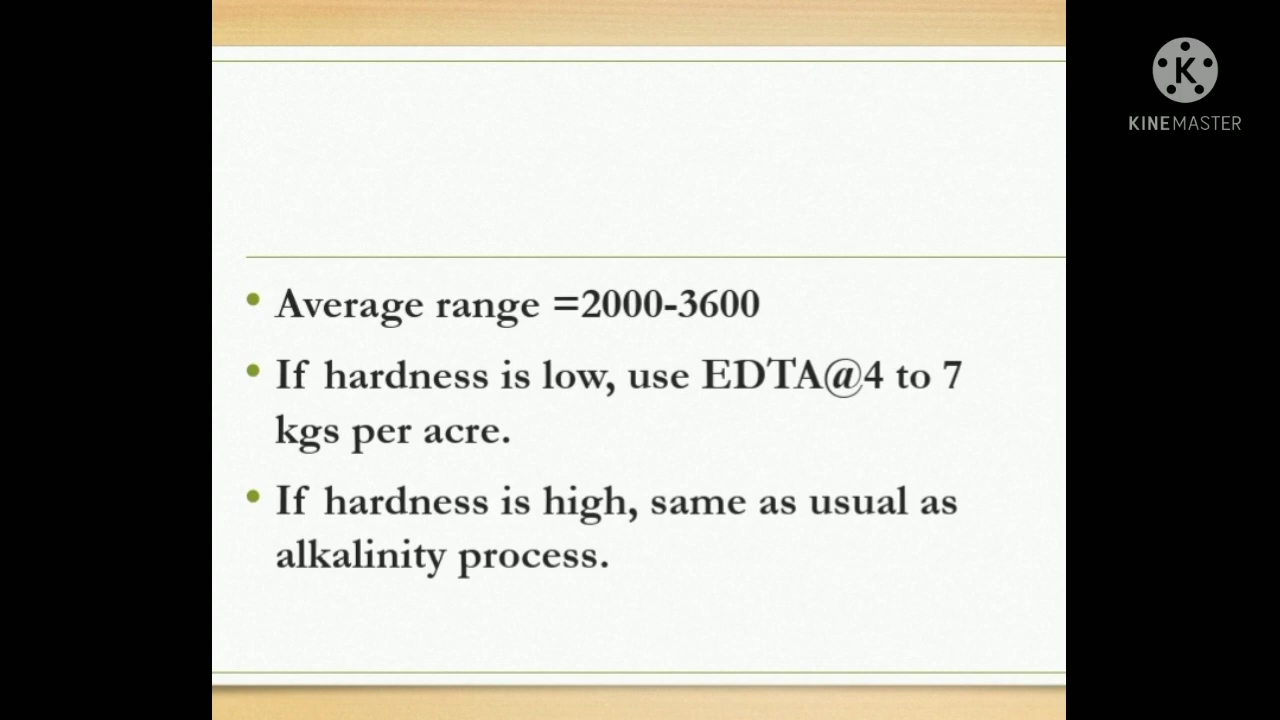 KINEMASTER
• Average range =2000-3600
• If hardness is low, use EDTA@4 to 7
kgs per acre.
• If hardness is high, same as usual as
alkalinity process.